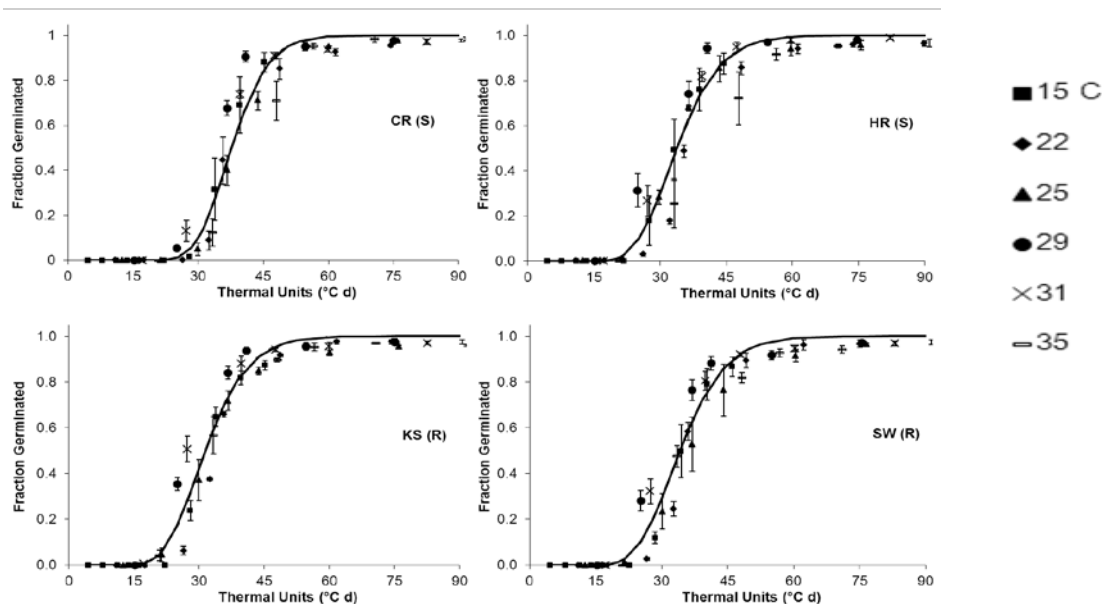 Fraction Germinated
1
0.8
0.6
0.4
0.2
0
CR (S)
0 15 30 45 60 75 90
Thermal Units (°C d)
Fraction Germinated
1.0
0.8
0.6
0.4
0.2
0.0
HR (S)
0 15 30 45 60 75 90
Thermal Units (°C d)
15 C
22
25
29
31
35
Fraction Germinated
1.0
0.8
0.6
0.4
0.2
0.0
KS (R)
0 15 30 45 60 75 90
Thermal Units (°C d)
Fraction Germinated
1.0
0.8
0.6
0.4
0.2
0.0
SW (R)
0 15 30 45 60 75 90
Thermal Units (°C d)